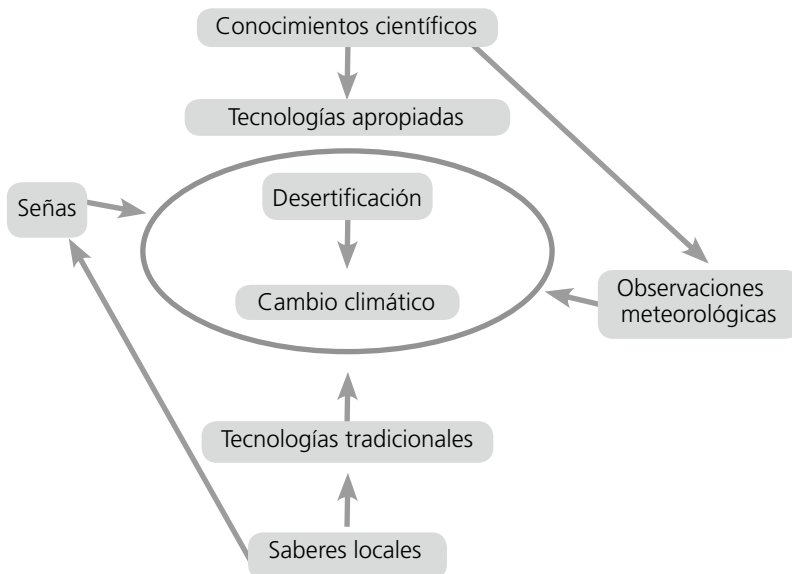 Conocimientos científicos
Tecnologías apropiadas
Desertificación
Señas
Cambio climático
Observaciones
meteorológicas
Tecnologías tradicionales
Saberes locales